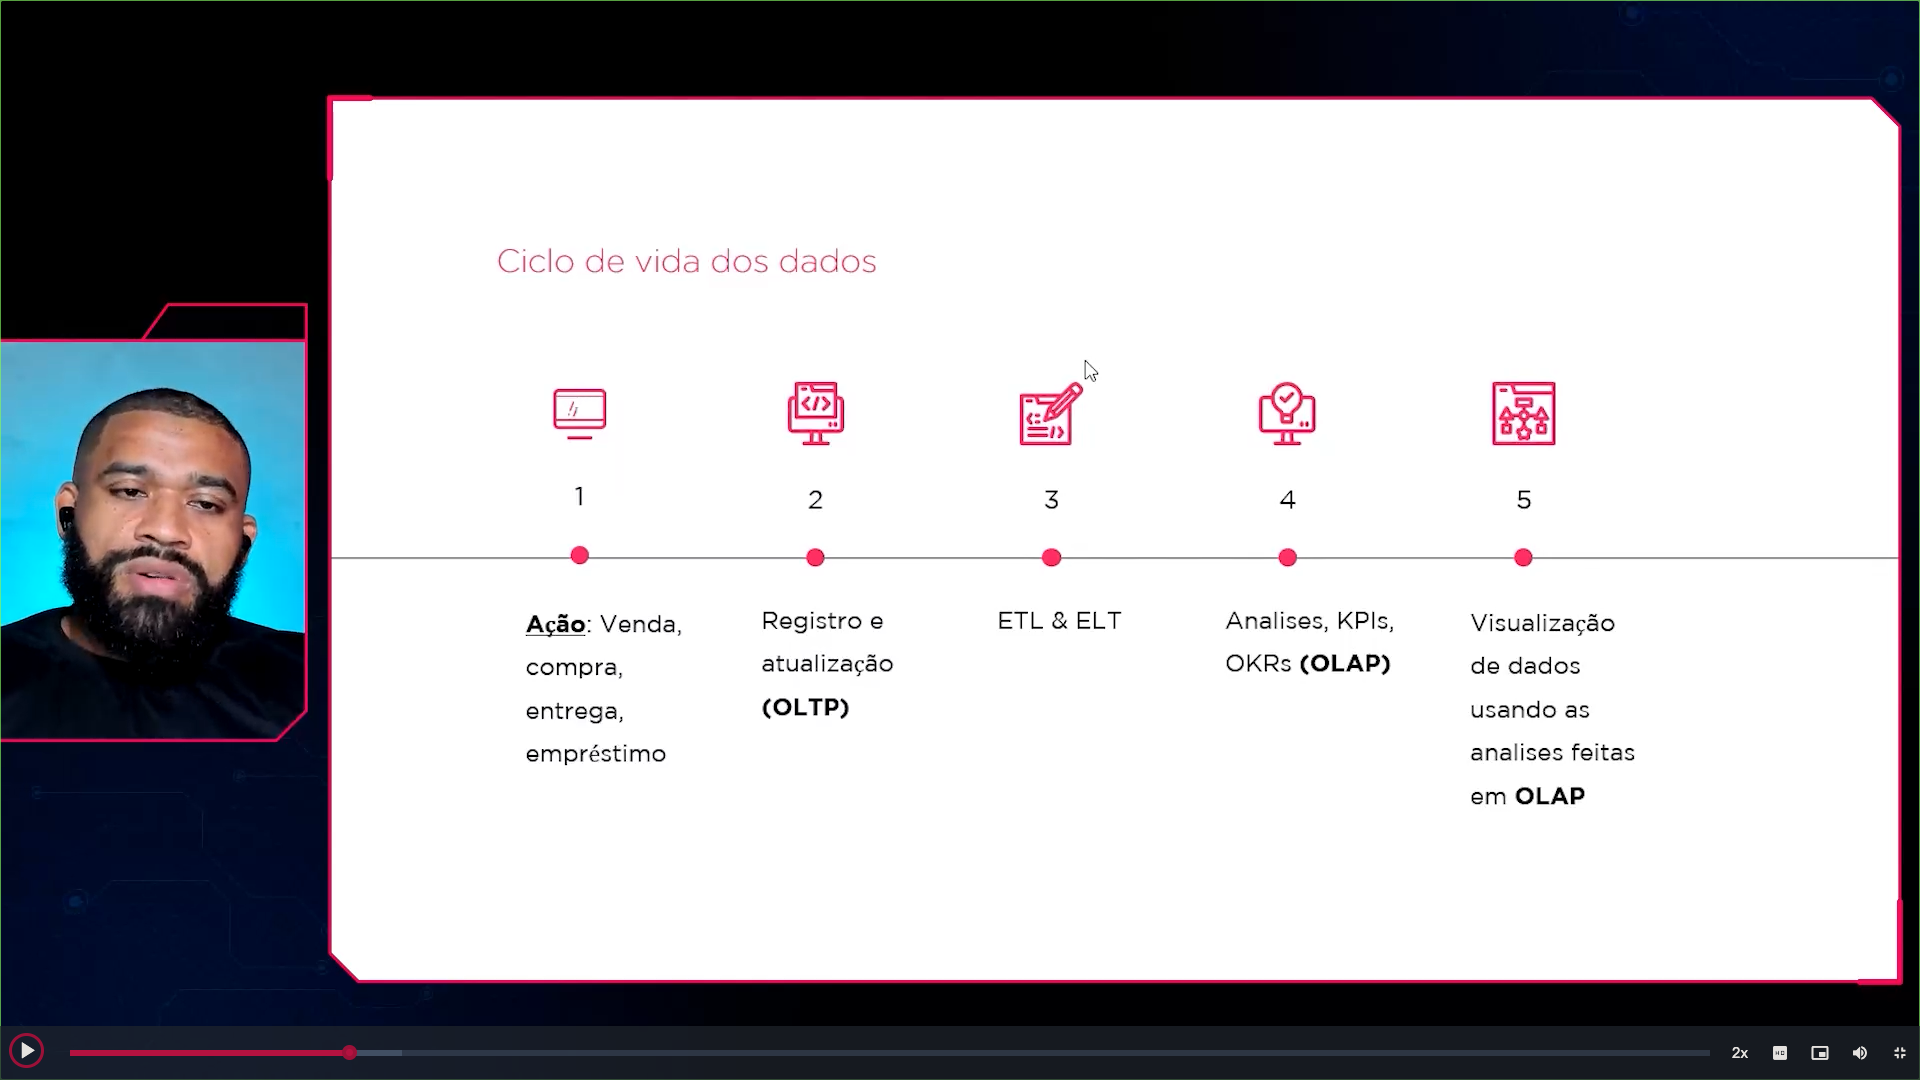 Ciclo de vida dos dados
1
2
3
4
5
Ação: Venda,
compra,
entrega,
empréstimo
Registro e
atualização
(OLTP)
ETL & ELT
Analises, KPIs,
OKRs (OLAP)
Visualização
de dados
usando as
analises feitas
em OLAP
2x
HD